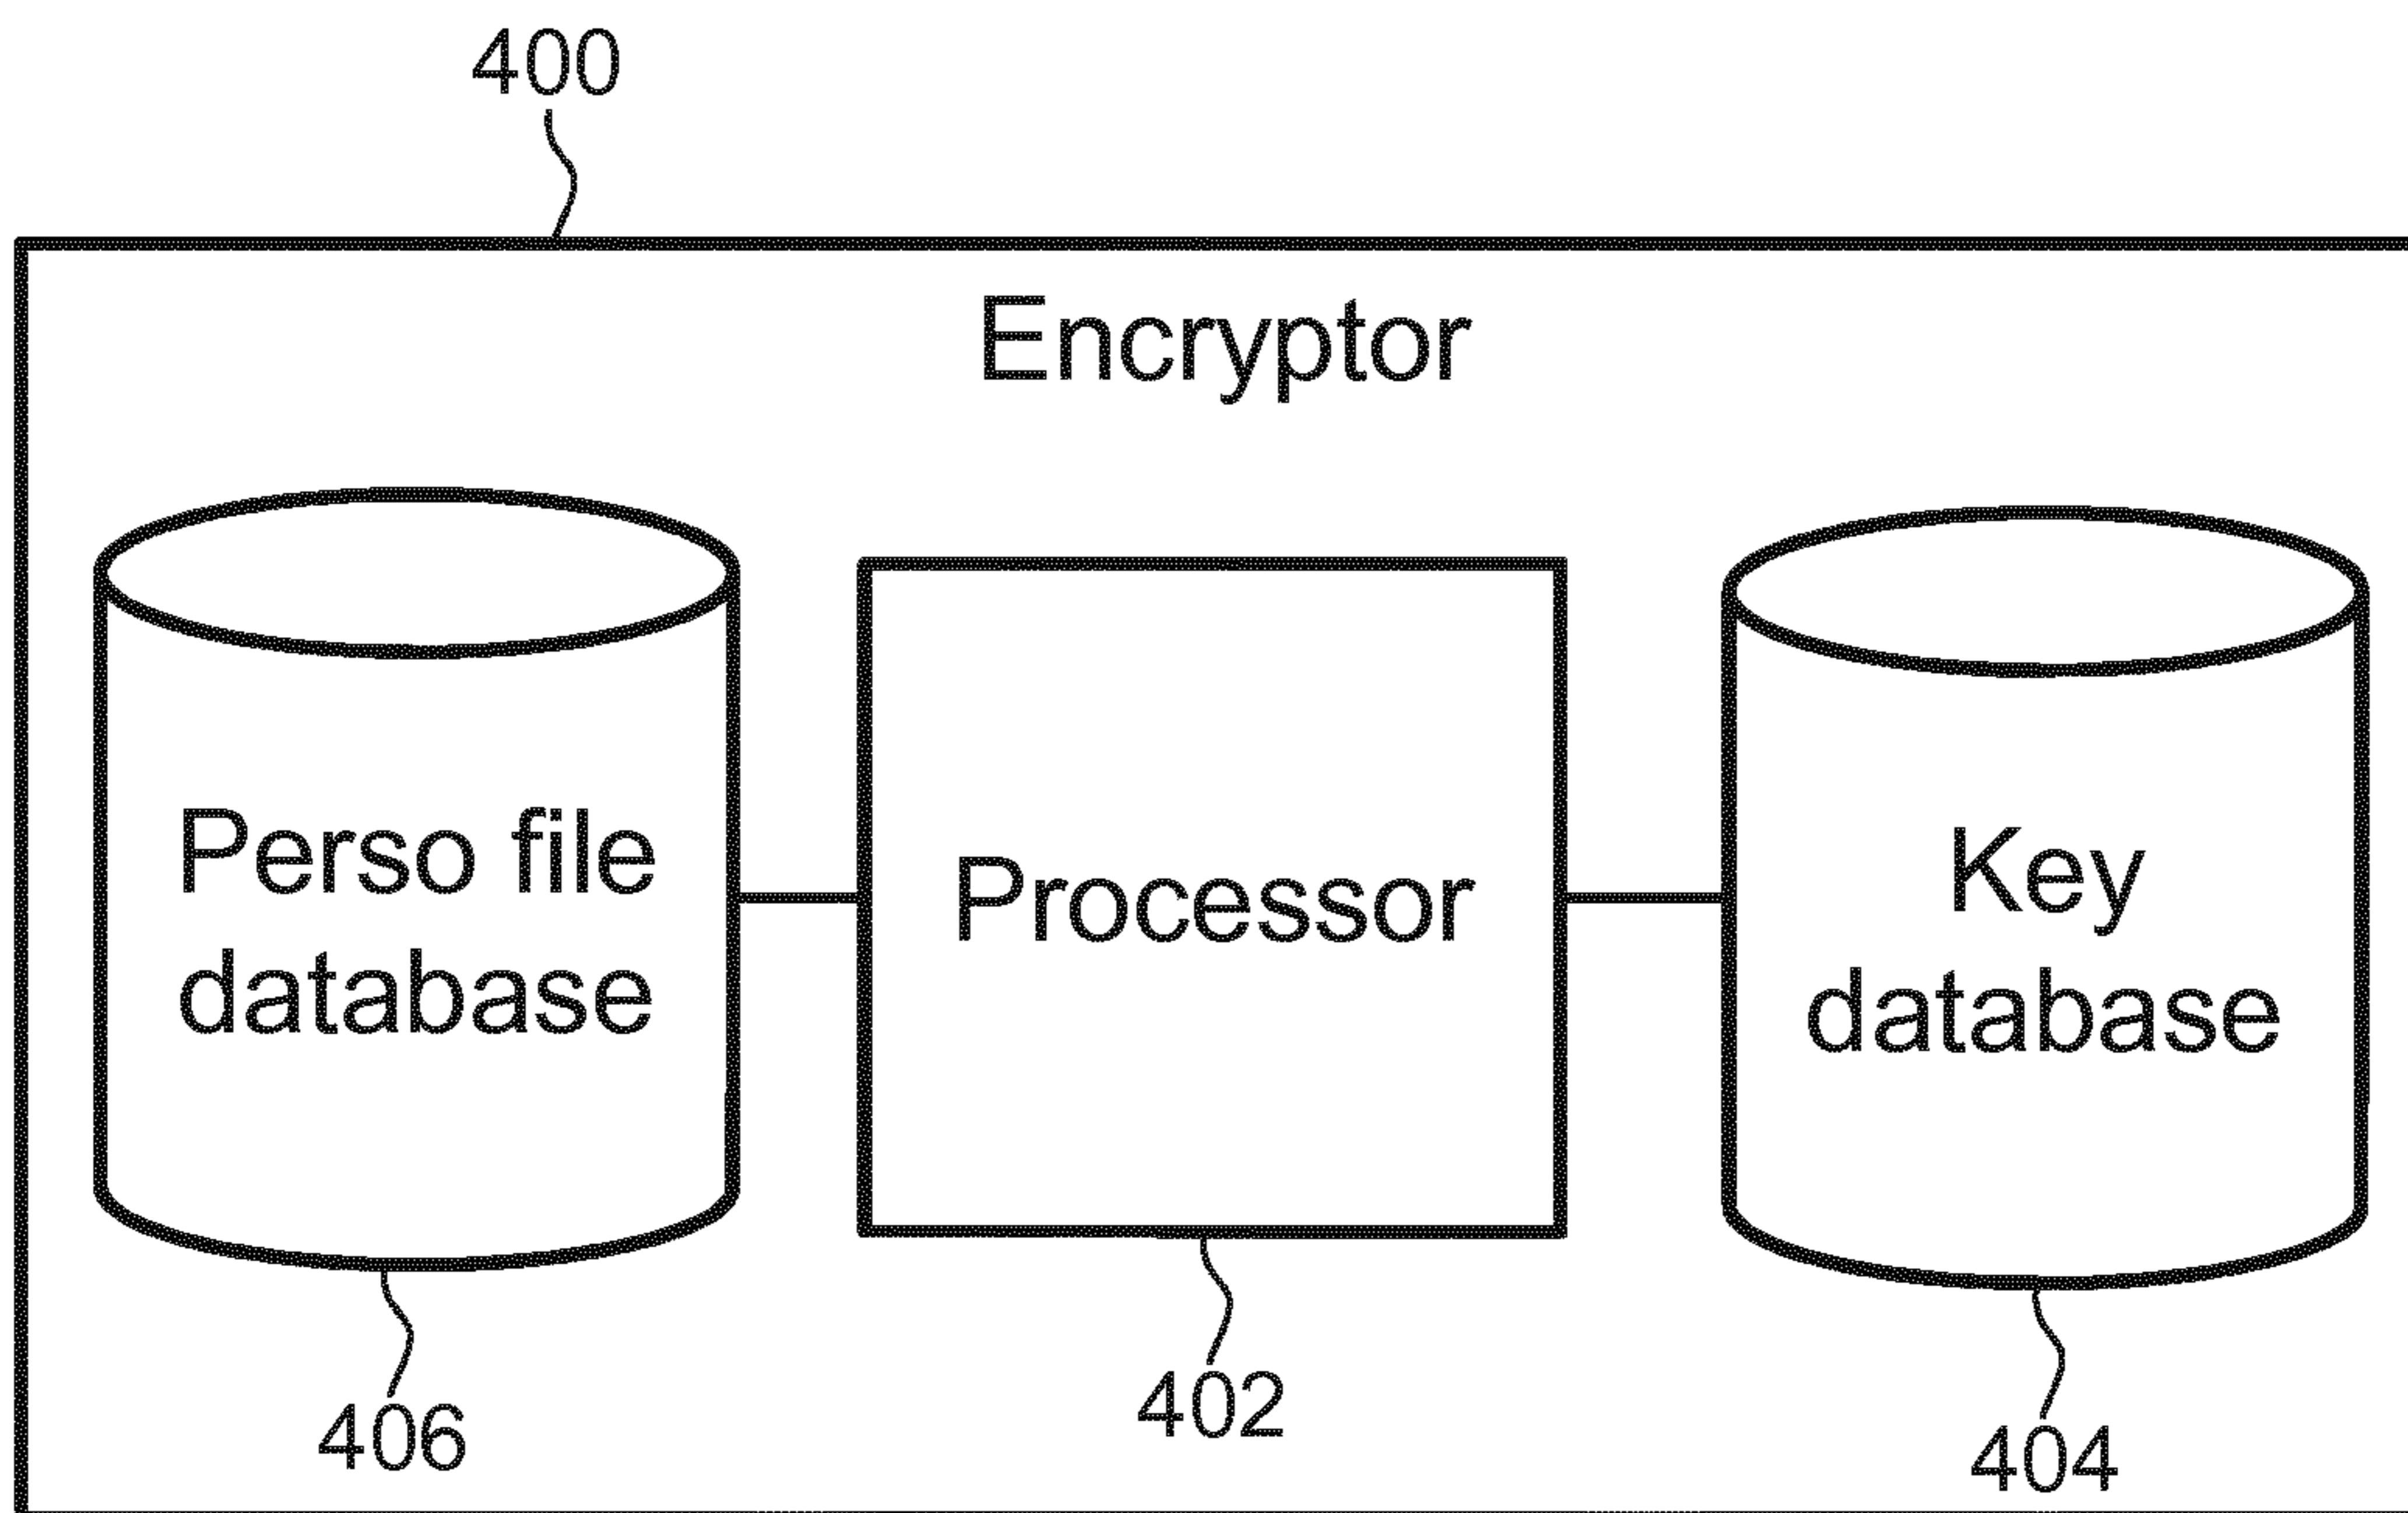 400
Encryptor
Perso file
database
Processor
Key
database
406
402
404